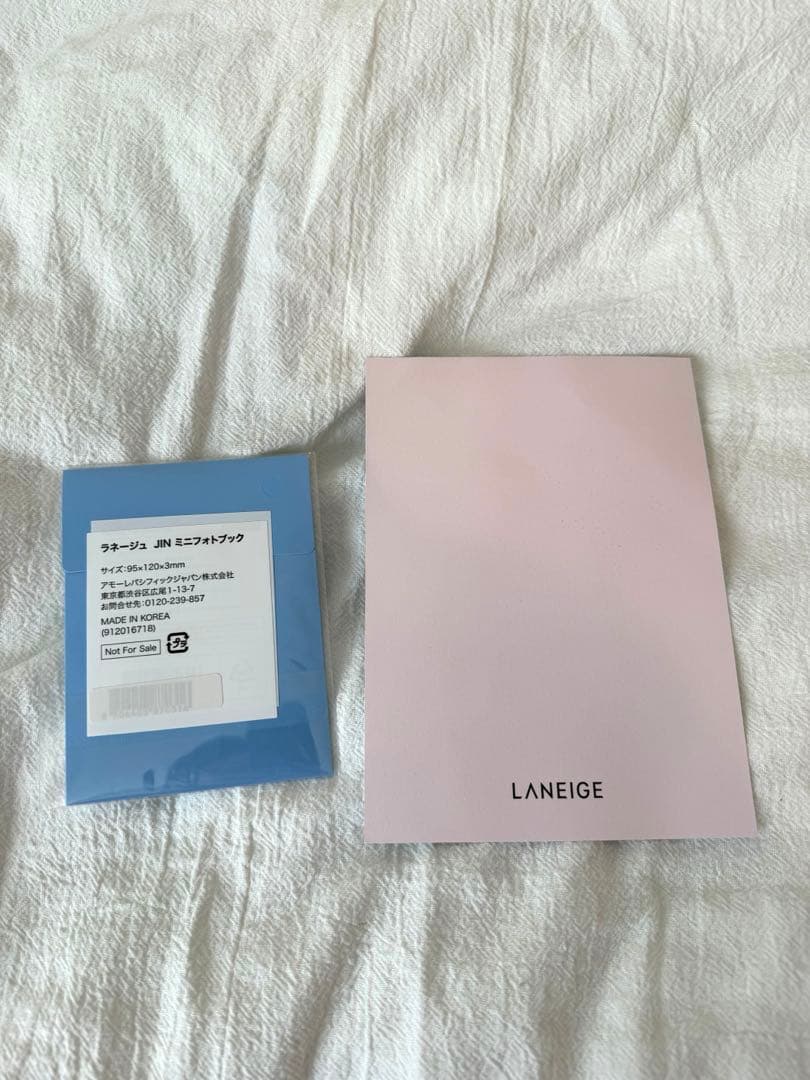 ラネージュ JIN ミニフォトブック
サイズ:95×120×3mm
アモーレパシフィックジャパン株式会社
東京都渋谷区広尾1-13-7
お問合せ先:0120-239-857
MADE IN KOREA
(912016718)
Not For Sale
プラ
LANEIGE